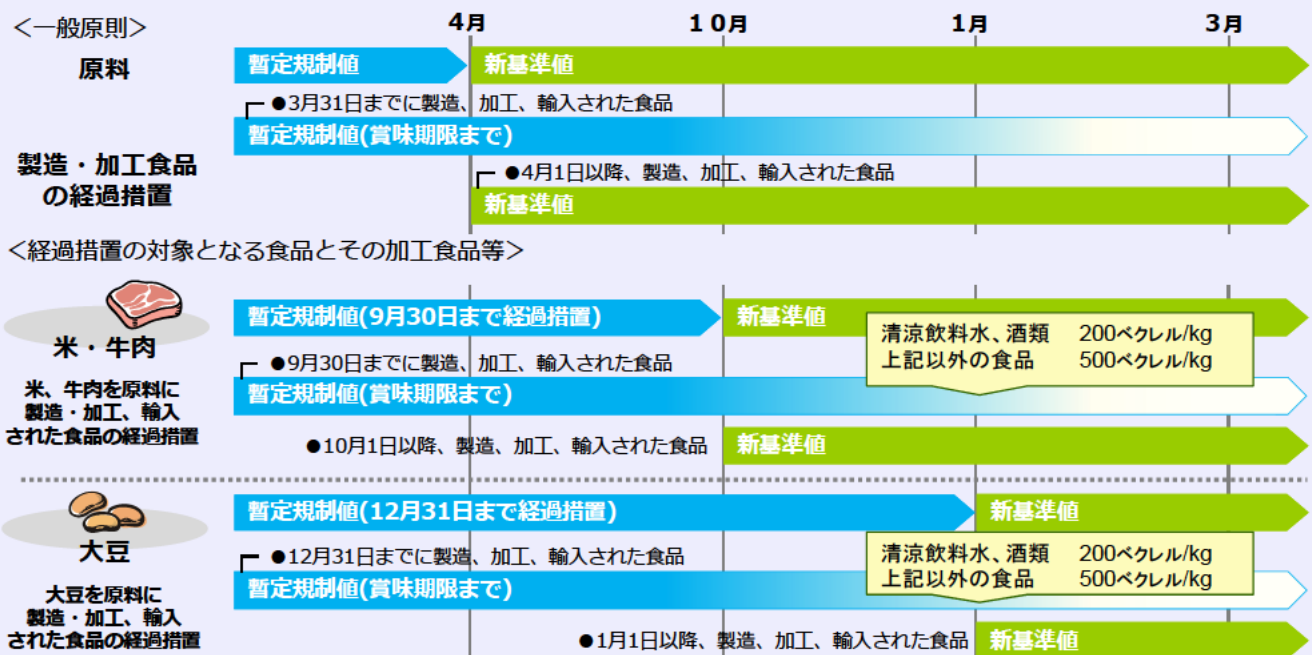 4月 10月 1月 3月
<一般原則>
原料
暫定規制値 新基準値
●3月31日までに製造、加工、輸入された食品
暫定規制値(賞味期限まで)
製造・加工食品
の経過措置
●4月1日以降、製造、加工、輸入された食品
新基準値
<経過措置の対象となる食品とその加工食品等>
米・牛肉
暫定規制値(9月30日まで経過措置) 新基準値
清涼飲料水、酒類 200ベクレル/kg
上記以外の食品 500ベクレル/kg
米、牛肉を原料に
製造・加工、輸入
された食品の経過措置
●9月30日までに製造、加工、輸入された食品
暫定規制値(賞味期限まで)
●10月1日以降、製造、加工、輸入された食品 新基準値
大豆
暫定規制値(12月31日まで経過措置) 新基準値
清涼飲料水、酒類 200ベクレル/kg
上記以外の食品 500ベクレル/kg
大豆を原料に
製造・加工、輸入
された食品の経過措置
●12月31日までに製造、加工、輸入された食品
暫定規制値(賞味期限まで)
●1月1日以降、製造、加工、輸入された食品 新基準値